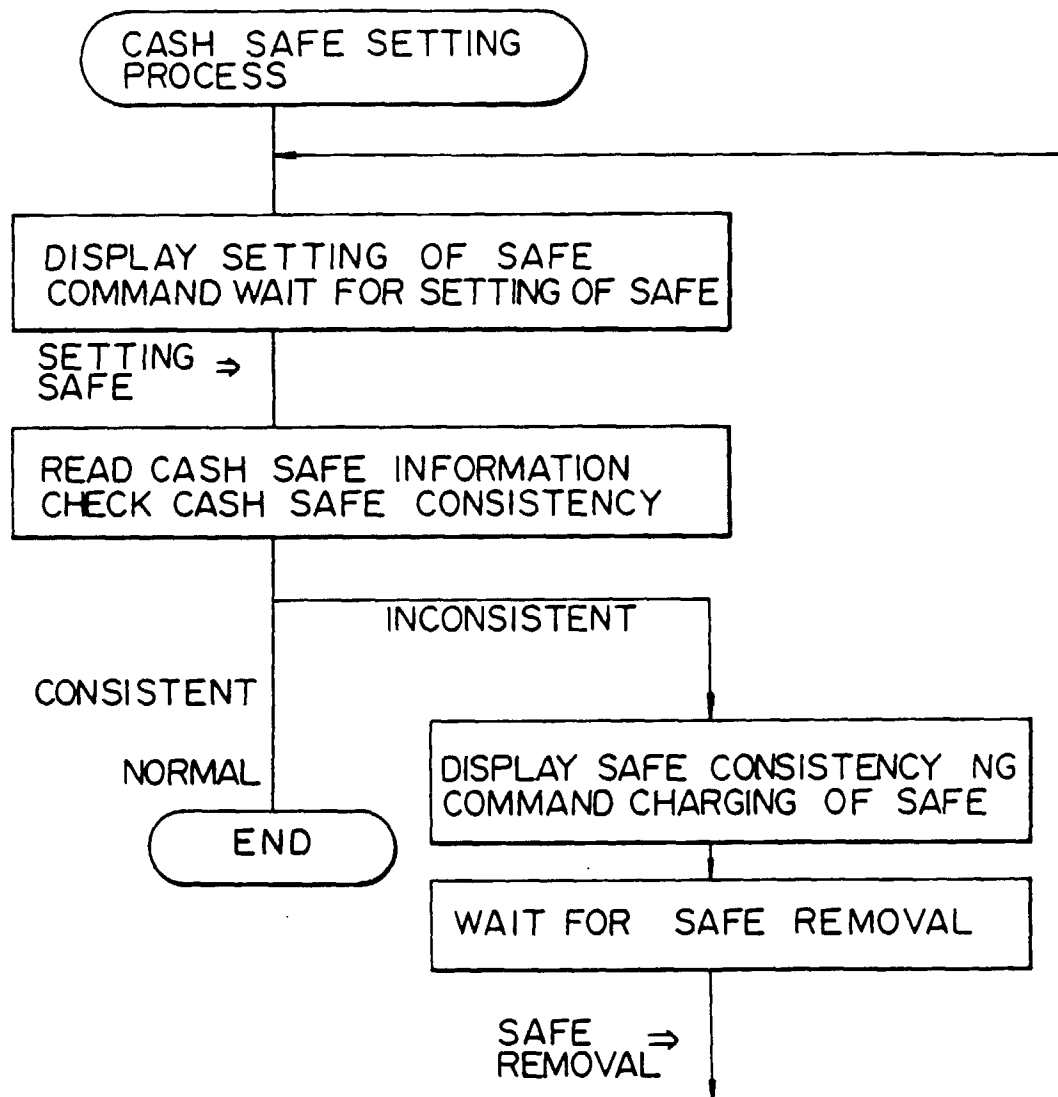 CASH SAFE SETTING
PROCESS
DISPLAY SETTING OF SAFE
COMMAND WAIT FOR SETTING OF SAFE
SETTING ⇒
SAFE
READ CASH SAFE INFORMATION
CHECK CASH SAFE CONSISTENCY
INCONSISTENT
CONSISTENT
NORMAL
END
DISPLAY SAFE CONSISTENCY NG
COMMAND CHARGING OF SAFE
WAIT FOR SAFE REMOVAL
SAFE ⇒
REMOVAL